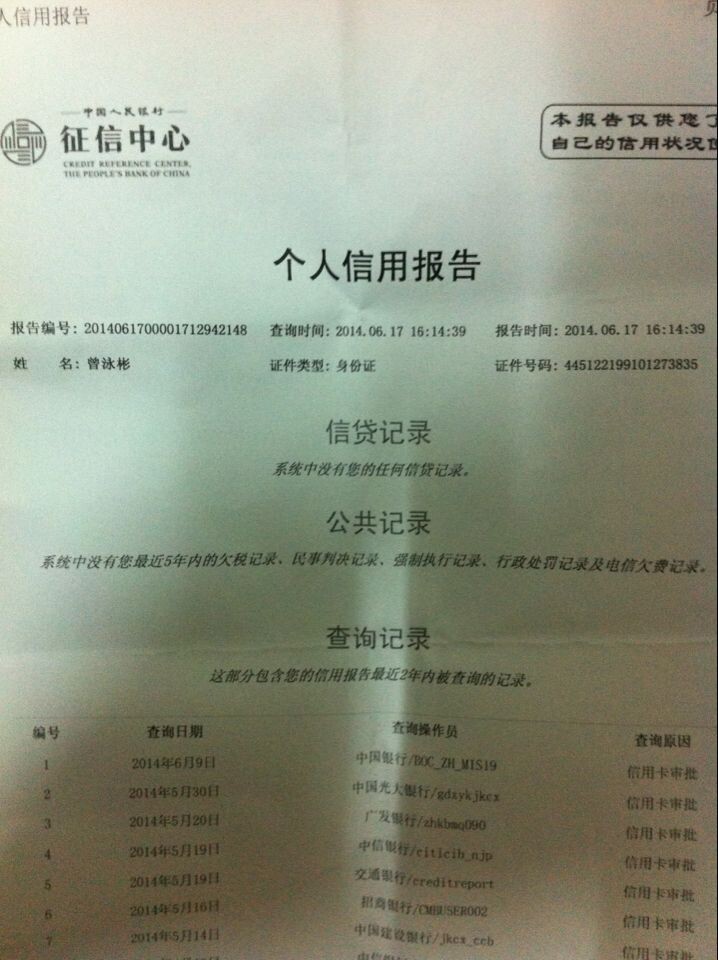 人信用报告
中国人民银行
征信中心
CREDIT REFERENCE CENTER,
THE PEOPLE'S BANK OF CHINA
本报告仅供您了
自己的信用状况使
个人信用报告
报告编号: 2014061700001712942148 查询时间: 2014.06.17 16:14:39 报告时间: 2014.06.17 16:14:39
姓 名: 曾泳彬 证件类型: 身份证 证件号码: 445122199101273835
信贷记录
系统中没有您的任何信贷记录。
公共记录
系统中没有您最近5年内的欠税记录、民事判决记录、强制执行记录、行政处罚记录及电信欠费记录。
查询记录
这部分包含您的信用报告最近2年内被查询的记录。
编号 查询日期 查询操作员 查询原因
1 2014年6月9日 中国银行/BOC_ZH_MIS19 信用卡审批
2 2014年5月30日 中国光大银行/gdxykjkcx 信用卡审批
3 2014年5月20日 广发银行/zhkbmq090 信用卡审批
4 2014年5月19日 中信银行/citicib_njp 信用卡审批
5 2014年5月19日 交通银行/creditreport 信用卡审批
6 2014年5月16日 招商银行/CMBUSER002 信用卡审批
7 2014年5月14日 中国建设银行/jkcx_ccb 信用卡审批